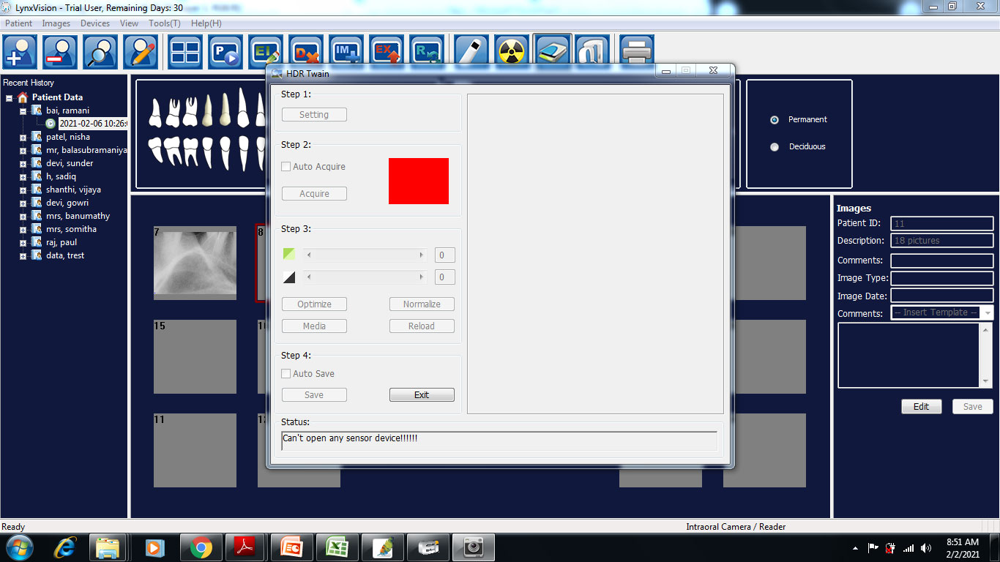 LynxVision - Trial User, Remaining Days: 30
Patient Images Devices View Tools(T) Help(H)
P EI D IM EX R
Recent History
Patient Data
bai, ramani
2021-02-06 10:26:
patel, nisha
mr, balasubramaniya
devi, sunder
h, sadiq
shanthi, vijaya
devi, gowri
mrs, banumathy
mrs, somitha
raj, paul
data, trest
HDR Twain
Step 1:
Setting
Step 2:
Auto Acquire
Acquire
Step 3:
0
0
Optimize Normalize
Media Reload
Step 4:
Auto Save
Save Exit
Status:
Can't open any sensor device!!!!!!
Permanent
Deciduous
7 8
15
11
Images
Patient ID: 11
Description: 18 pictures
Comments:
Image Type:
Image Date:
Comments: -- Insert Template --
Edit Save
Ready Intraoral Camera / Reader
8:51 AM
2/2/2021